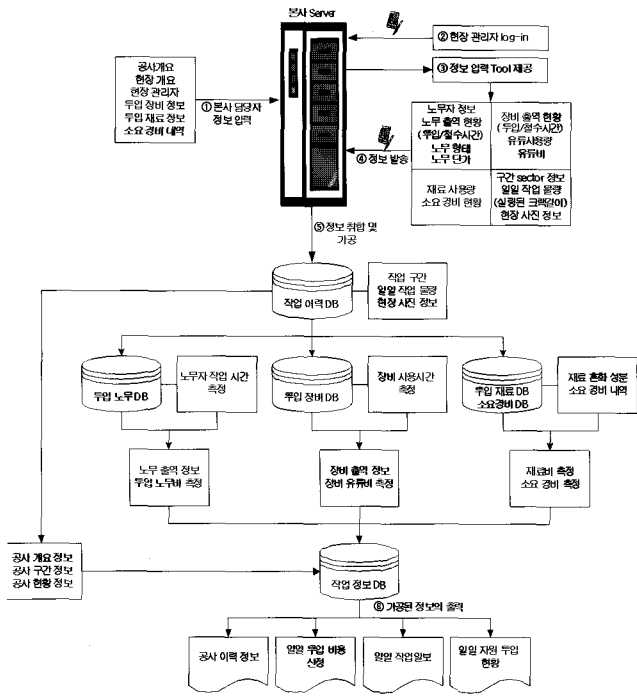 본사 Server
② 현장 관리자 log-in
③ 정보 입력 Tool 제공
공사개요
현장 개요
현장 관리자
투입 장비 정보
투입 재료 정보
소요 경비 내역
① 본사 담당자
정보 입력
노무자 정보
노무 출역 현황
(투입/철수시간)
노무 형태
노무 단가
장비 출역 현황
(투입/철수시간)
유류사용량
유류비
④ 정보 발송
재료 사용량
소요 경비 현황
구간 sector 정보
일일 작업 물량
(실링된 크랙길이)
현장 사진 정보
⑤ 정보 취합 및
가공
작업 이력 DB
작업 구간
일일 작업 물량
현장 사진 정보
투입 노무 DB
노무자 작업 시간
측정
투입 장비 DB
장비 사용시간
측정
투입 재료 DB
소요경비 DB
재료 혼화 성분
소요 경비 내역
노무 출역 정보
투입 노무비 측정
장비 출역 정보
장비 유류비 측정
재료비 측정
소요 경비 측정
공사 개요 정보
공사 구간 정보
공사 현황 정보
작업 정보 DB
⑥ 가공된 정보의 출력
공사 이력 정보
일일 투입 비용
산정
일일 작업일보
일일 자원 투입
현황